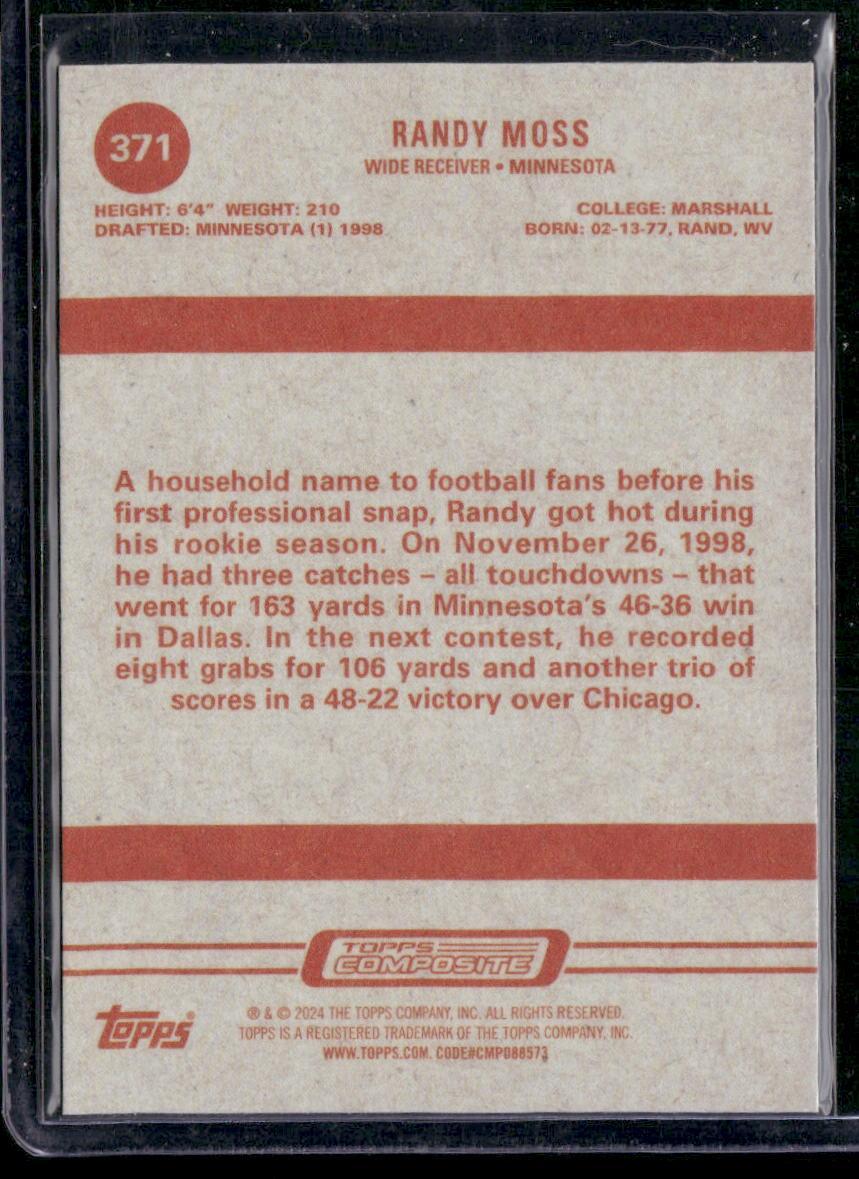 371
RANDY MOSS
WIDE RECEIVER • MINNESOTA
HEIGHT: 6'4" WEIGHT: 210
DRAFTED: MINNESOTA (1) 1998
COLLEGE: MARSHALL
BORN: 02-13-77, RAND, WV
A household name to football fans before his
first professional snap, Randy got hot during
his rookie season. On November 26, 1998,
he had three catches – all touchdowns – that
went for 163 yards in Minnesota's 46-36 win
in Dallas. In the next contest, he recorded
eight grabs for 106 yards and another trio of
scores in a 48-22 victory over Chicago.
TOPPS
COMPOSITE
Topps®
® & © 2024 THE TOPPS COMPANY, INC. ALL RIGHTS RESERVED.
TOPPS IS A REGISTERED TRADEMARK OF THE TOPPS COMPANY, INC.
WWW.TOPPS.COM. CODE#CMP088573